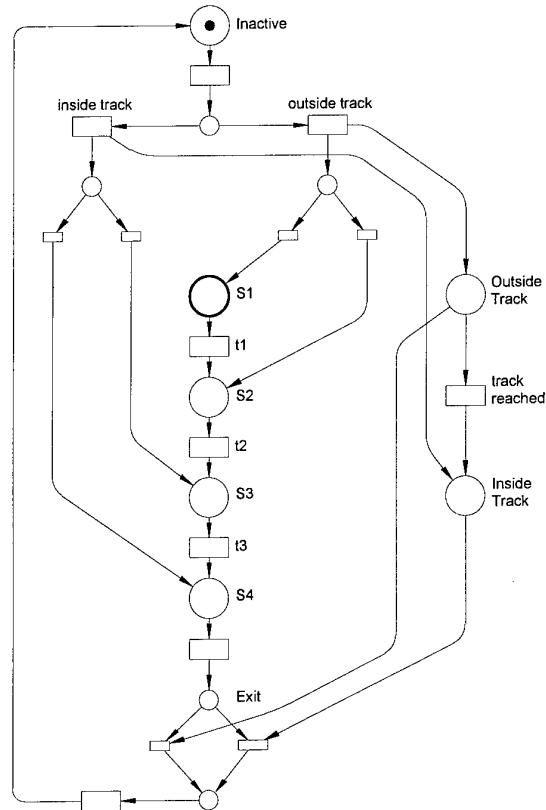 Inactive
inside track
outside track
S1
Outside
Track
t1
track
reached
S2
t2
S3
Inside
Track
t3
S4
Exit